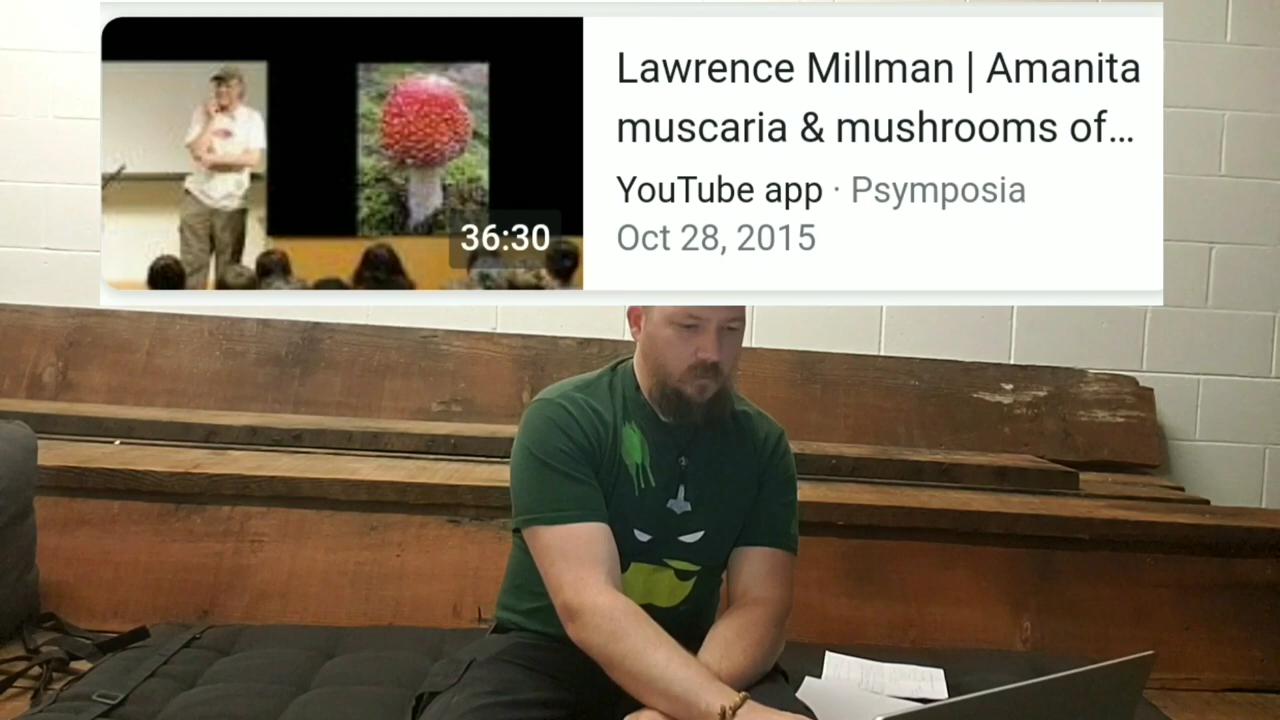 Lawrence Millman | Amanita
muscaria & mushrooms of...
YouTube app · Psymposia
Oct 28, 2015
36:30